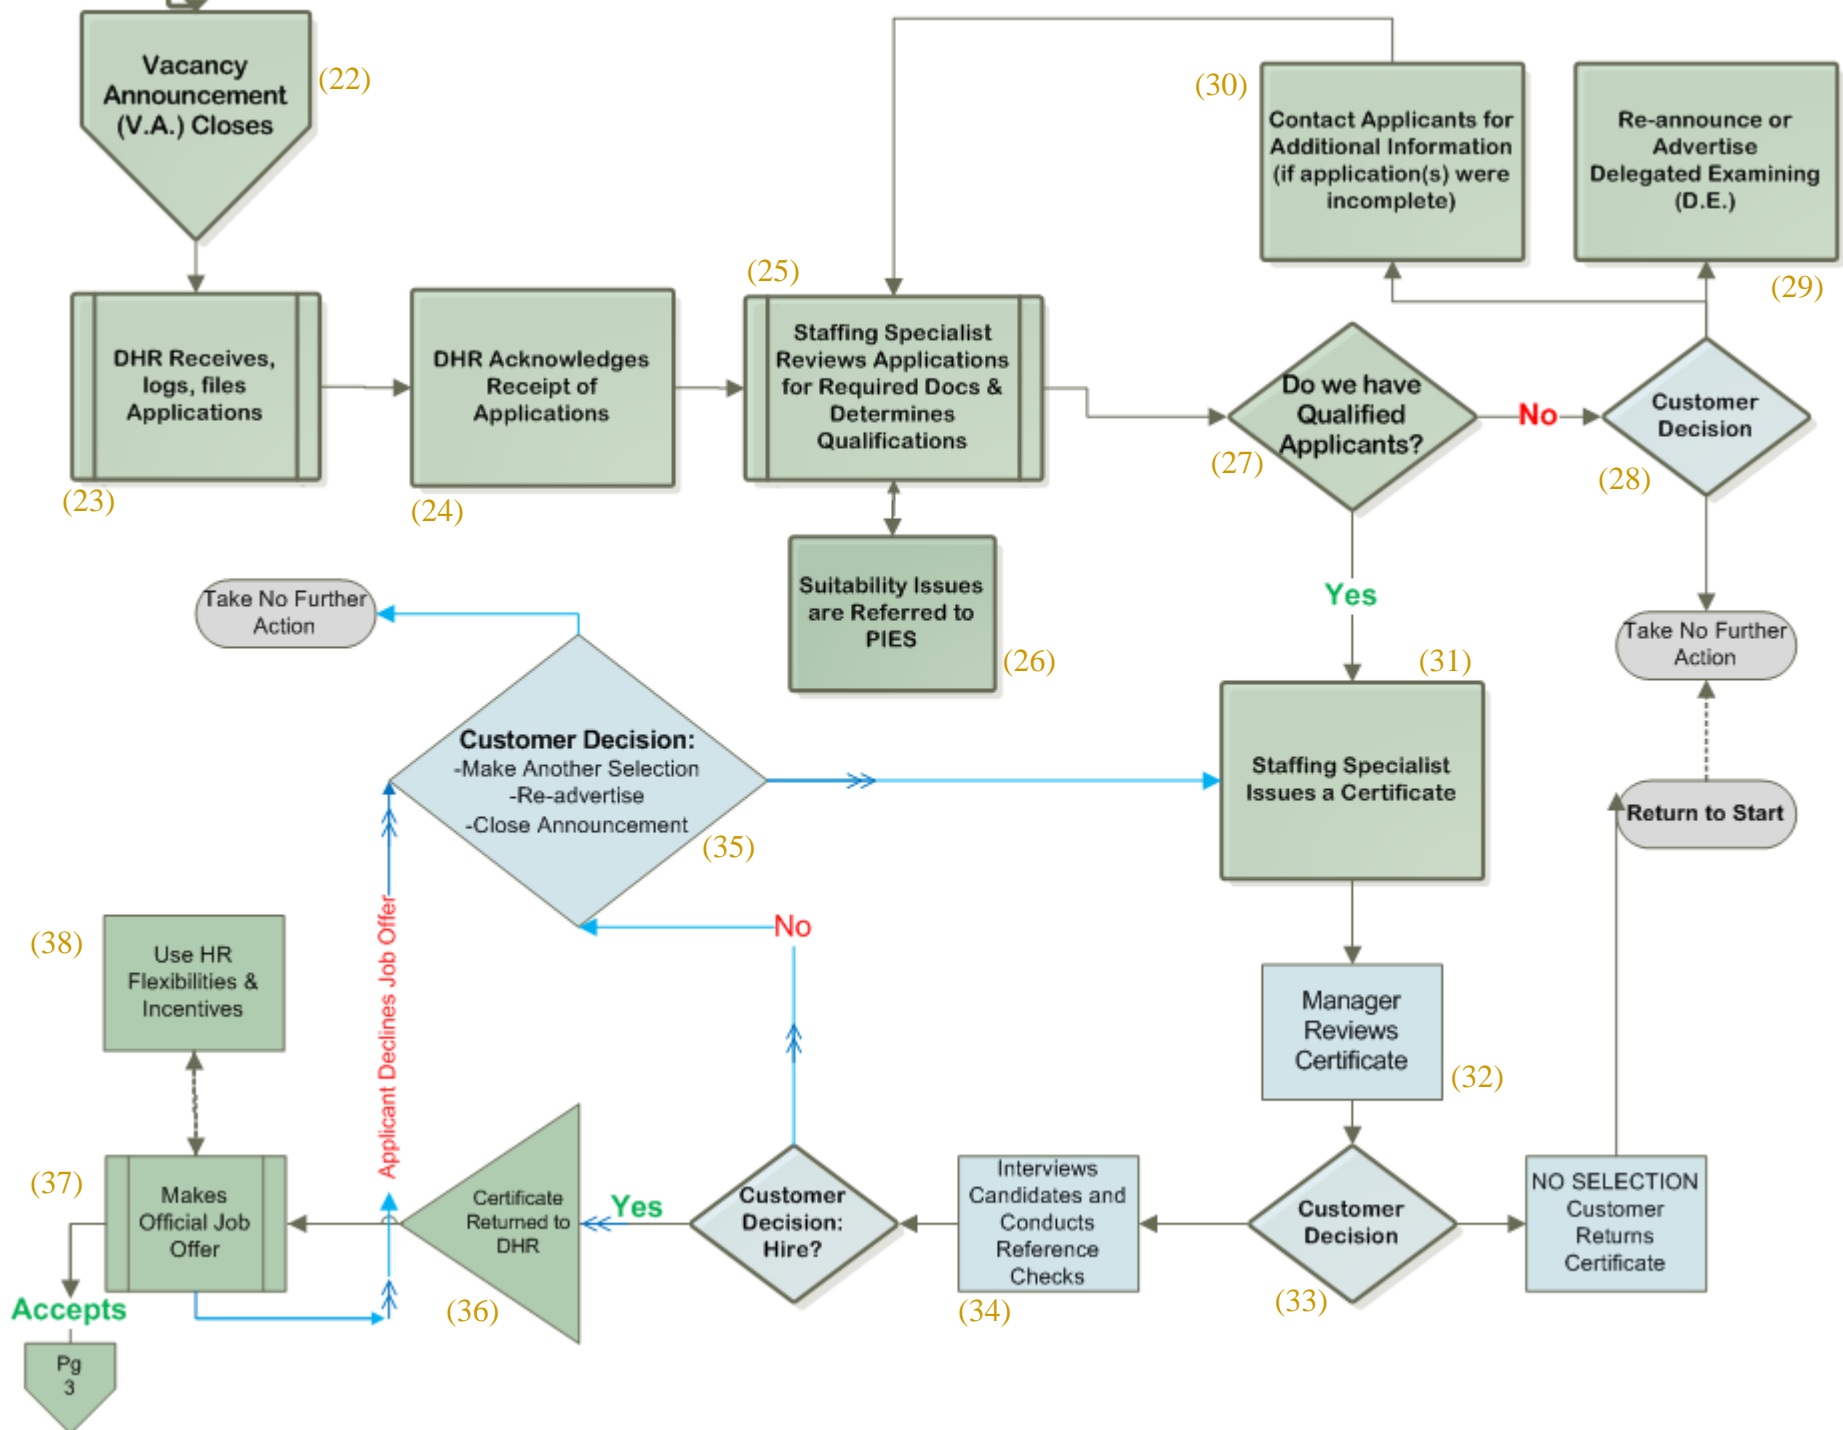 Vacancy
Announcement
(V.A.) Closes
(22)
(30)
Contact Applicants for
Additional Information
(if application(s) were
incomplete)
Re-announce or
Advertise
Delegated Examining
(D.E.)
(29)
DHR Receives,
logs, files
Applications
(23)
DHR Acknowledges
Receipt of
Applications
(24)
(25)
Staffing Specialist
Reviews Applications
for Required Docs &
Determines
Qualifications
Do we have
Qualified
Applicants?
(27)
No
Customer
Decision
(28)
Suitability Issues
are Referred to
PIES
(26)
Yes
Take No Further
Action
Take No Further
Action
(31)
Customer Decision:
-Make Another Selection
-Re-advertise
-Close Announcement
(35)
Staffing Specialist
Issues a Certificate
Return to Start
(38)
Use HR
Flexibilities &
Incentives
Applicant Declines Job Offer
No
Manager
Reviews
Certificate
(32)
(37)
Makes
Official Job
Offer
Certificate
Returned to
DHR
(36)
Yes
Customer
Decision:
Hire?
Interviews
Candidates and
Conducts
Reference
Checks
(34)
Customer
Decision
(33)
NO SELECTION
Customer
Returns
Certificate
Accepts
Pg
3